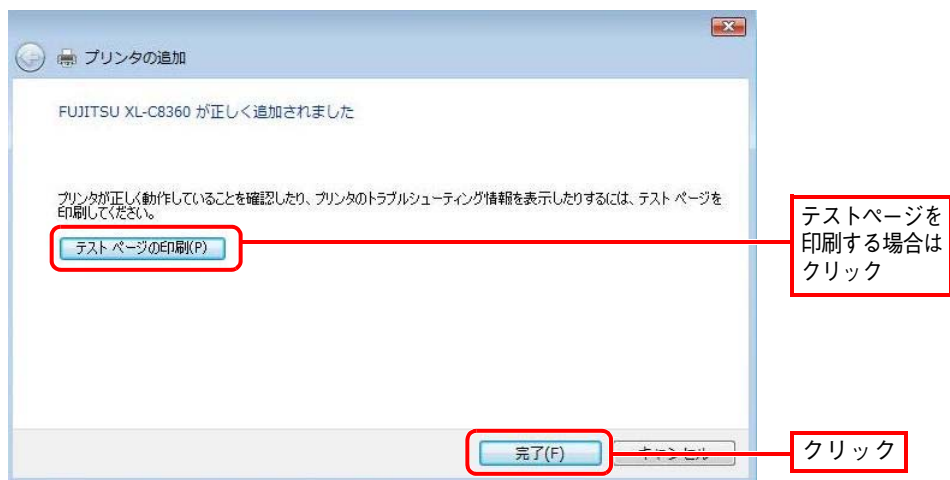 プリンタの追加
FUJITSU XL-C8360 が正しく追加されました
プリンタが正しく動作していることを確認したり、プリンタのトラブルシューティング情報を表示したりするには、テスト ページを
印刷してください。
テスト ページの印刷(P)
テストページを
印刷する場合は
クリック
完了(F)
キャンセル
クリック